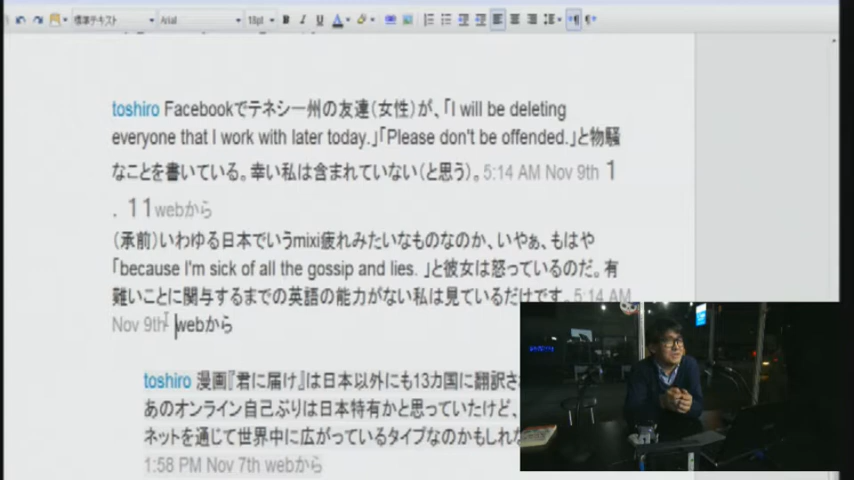 標準テキスト Arial 18pt B I U A
toshiro Facebookでテネシー州の友達（女性）が、「I will be deleting
everyone that I work with later today.」「Please don't be offended.」と物騒
なことを書いている。幸い私は含まれていない（と思う）。5:14 AM Nov 9th 1
. 11webから
（承前）いわゆる日本でいうmixi疲れみたいなものなのか、いやぁ、もはや
「because I'm sick of all the gossip and lies. 」と彼女は怒っているのだ。有
難いことに関与するまでの英語の能力がない私は見ているだけです。5:14 AM
Nov 9th webから
toshiro 漫画『君に届け』は日本以外にも13カ国に翻訳さ
あのオンライン自己ぶりは日本特有かと思っていたけど、
ネットを通じて世界中に広がっているタイプなのかもしれ
1:58 PM Nov 7th webから